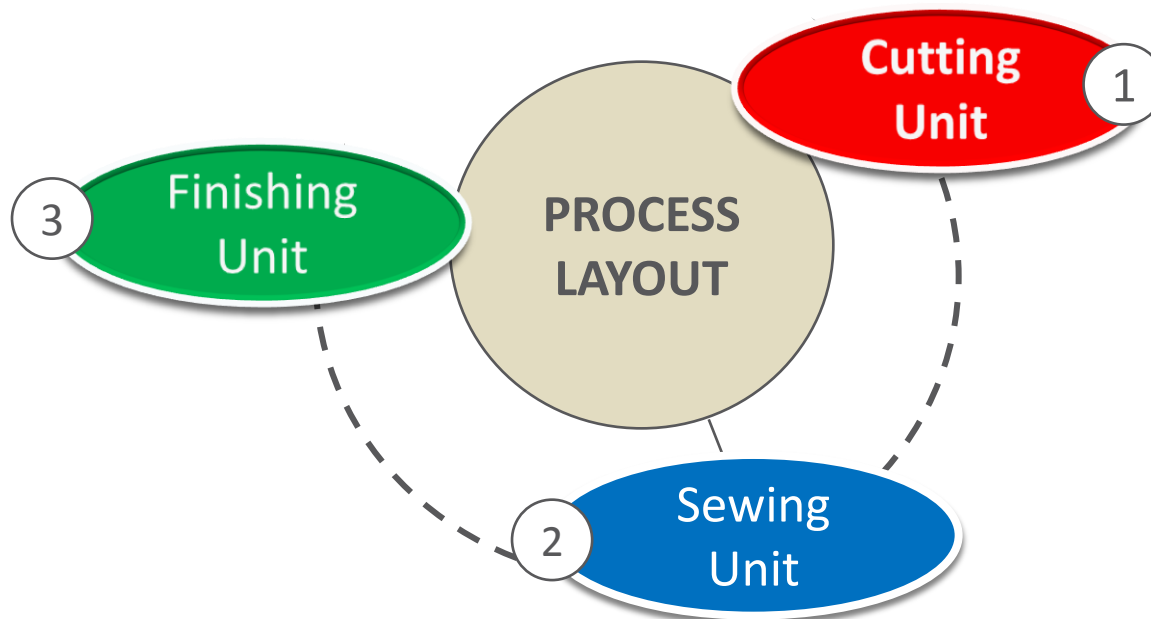 PROCESS
LAYOUT
Cutting
Unit
1
Sewing
Unit
2
Finishing
Unit
3